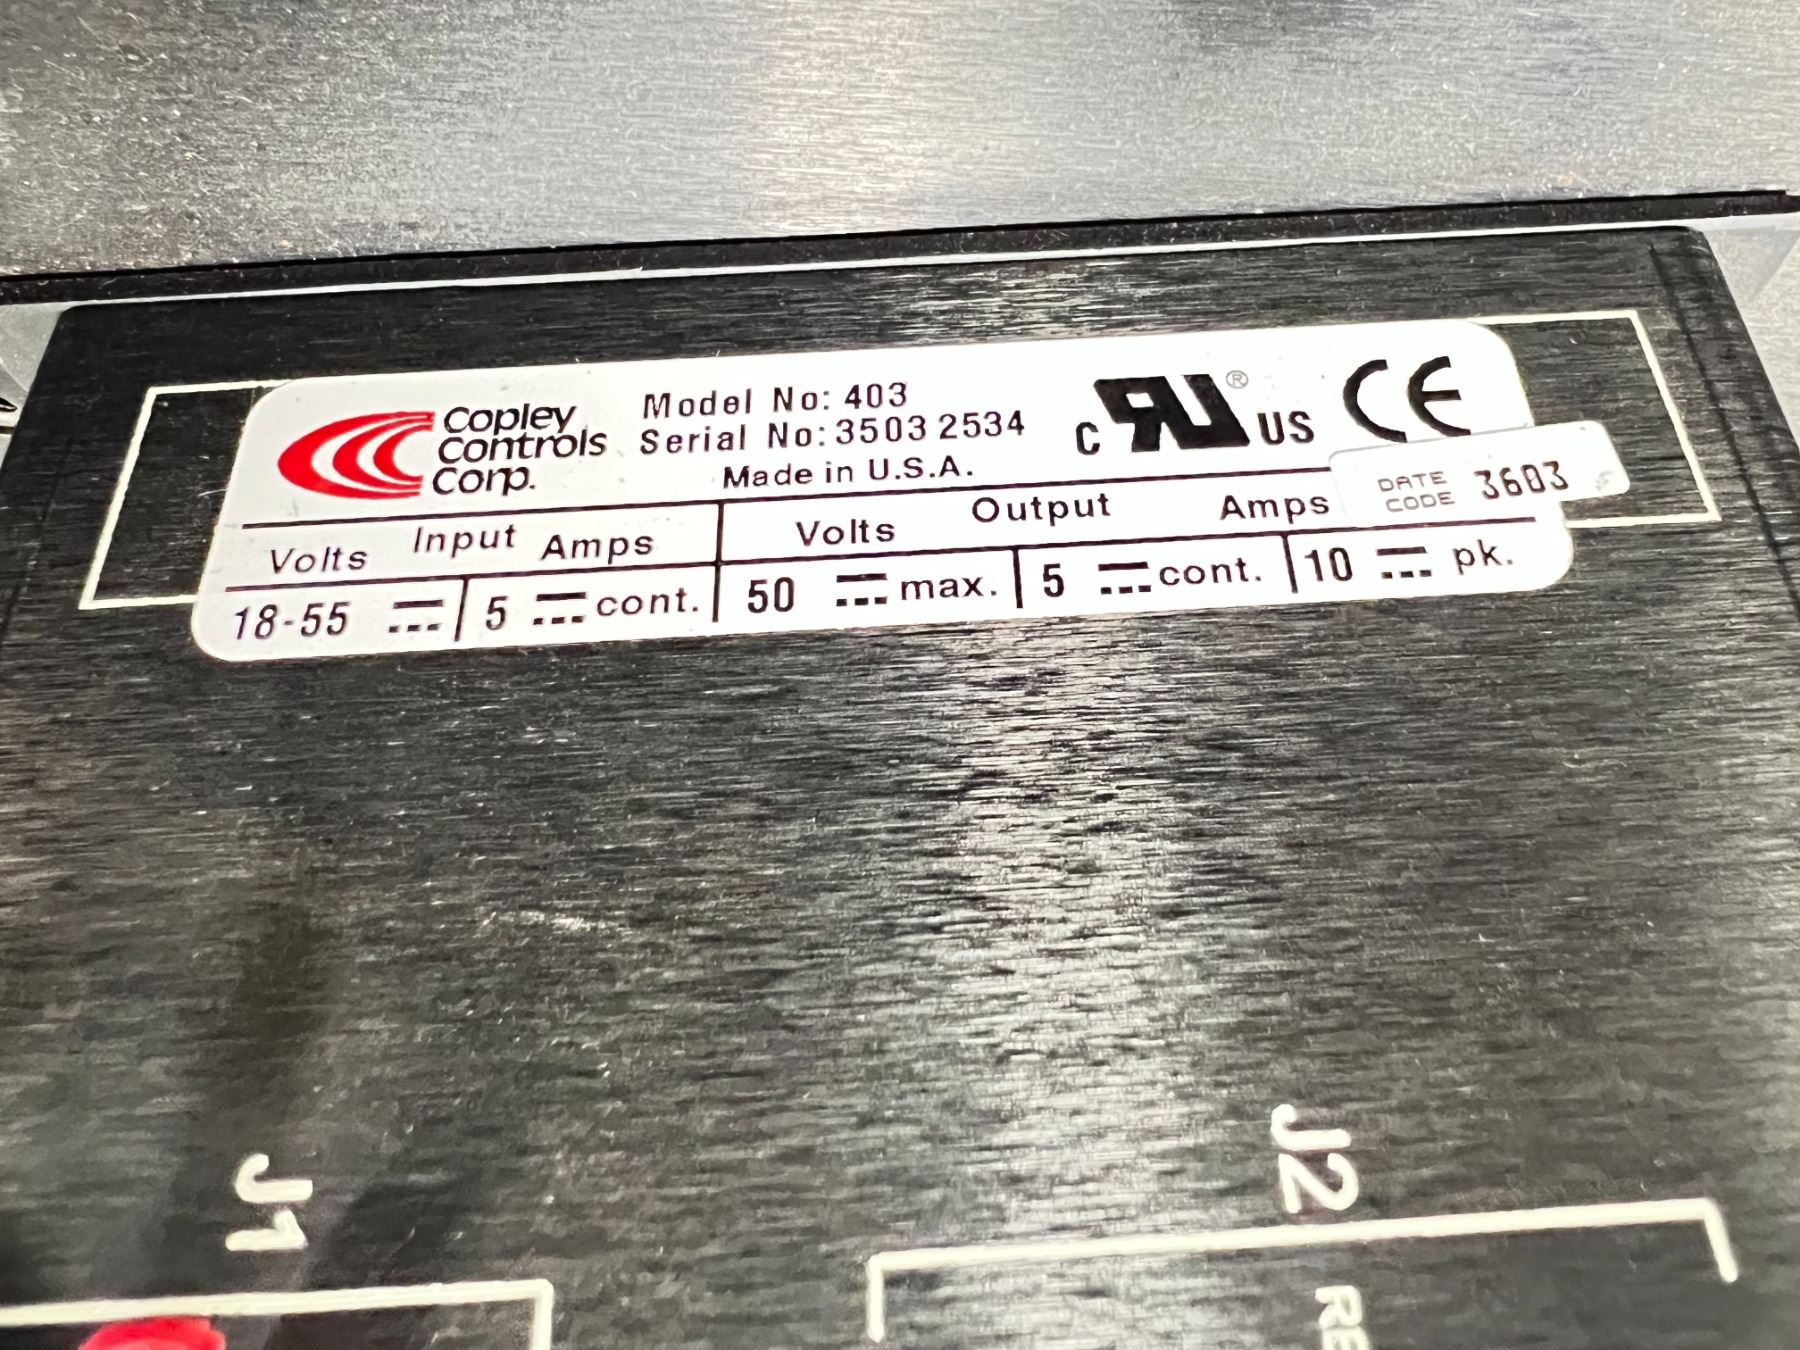 Copley
Controls
Corp.
Model No: 403
Serial No: 3503 2534
Made in U.S.A.
c RU ® US CE
DATE
CODE 3603
Input
Volts Amps
Output
Volts Amps
18-55 5 cont. 50 max. 5 cont. 10 pk.
J1
J2